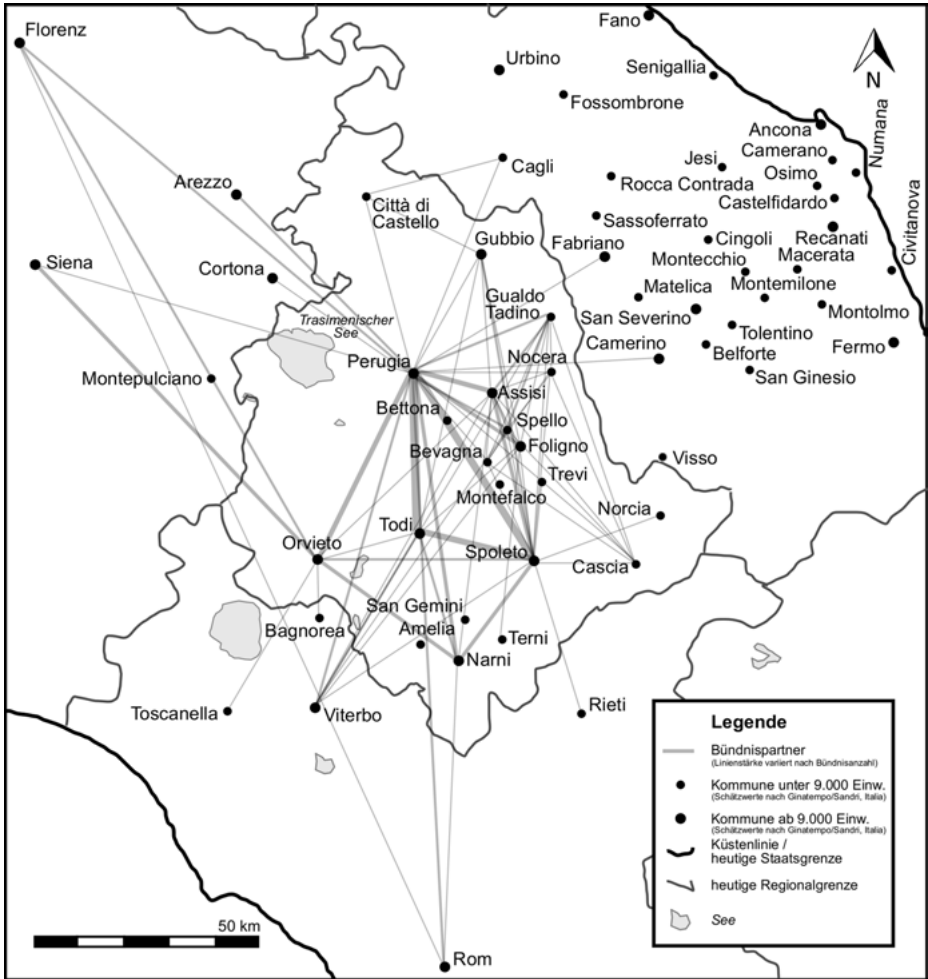 Florenz
Fano
Urbino
Senigallia
N
Fossombrone
Ancona
Numana
Camerano
Cagli
Jesi
Osimo
Arezzo
Rocca Contrada
Castelfidardo
Città di
Castello
Sassoferrato
Gubbio
Fabriano
Cingoli
Recanati
Civitanova
Siena
Cortona
Montecchio
Macerata
Gualdo
Tadino
Matelica
Montemilone
Trasimenischer
See
San Severino
Montolmo
Tolentino
Perugia
Nocera
Camerino
Belforte
Fermo
Montepulciano
San Ginesio
Assisi
Bettona
Spello
Foligno
Bevagna
Visso
Trevi
Montefalco
Norcia
Todi
Orvieto
Spoleto
Cascia
San Gemini
Bagnorea
Amelia
Terni
Narni
Toscanella
Viterbo
Rieti
Legende
Bündnispartner
(Linienstärke variiert nach Bündnisanzahl)
Kommune unter 9.000 Einw.
(Schätzwerte nach Ginatempo/Sandri, Italia)
Kommune ab 9.000 Einw.
(Schätzwerte nach Ginatempo/Sandri, Italia)
Küstenlinie /
heutige Staatsgrenze
heutige Regionalgrenze
See
50 km
Rom